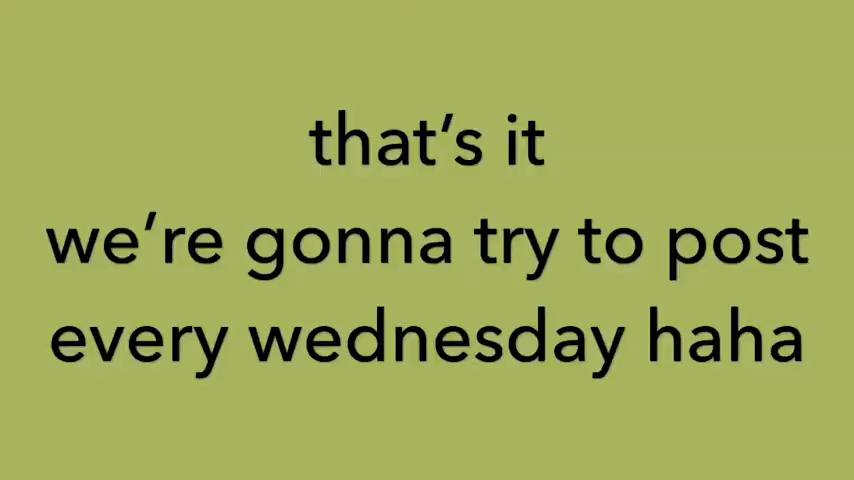 that’s it
we’re gonna try to post
every wednesday haha